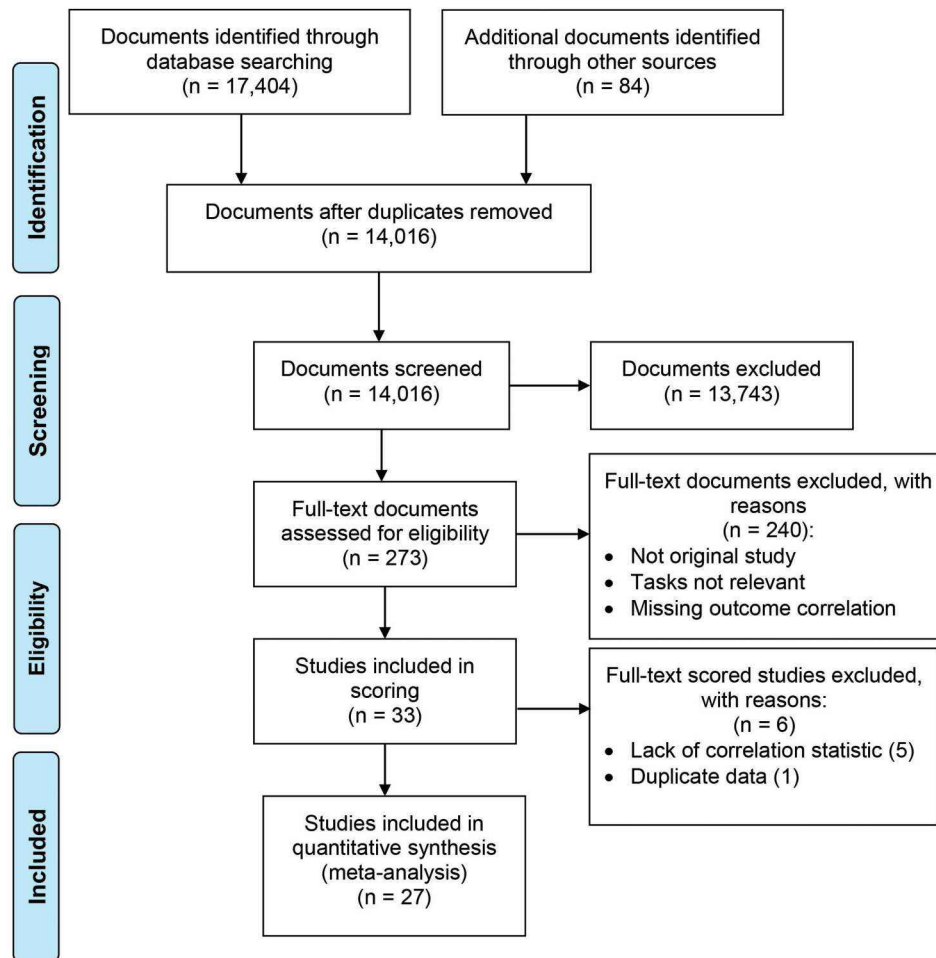 Documents identified through
database searching
(n = 17,404)
Additional documents identified
through other sources
(n = 84)
Identification
Documents after duplicates removed
(n = 14,016)
Screening
Documents screened
(n = 14,016)
Documents excluded
(n = 13,743)
Eligibility
Full-text documents
assessed for eligibility
(n = 273)
Full-text documents excluded, with
reasons
(n = 240):
• Not original study
• Tasks not relevant
• Missing outcome correlation
Studies included in
scoring
(n = 33)
Full-text scored studies excluded,
with reasons:
(n = 6)
• Lack of correlation statistic (5)
• Duplicate data (1)
Included
Studies included in
quantitative synthesis
(meta-analysis)
(n = 27)